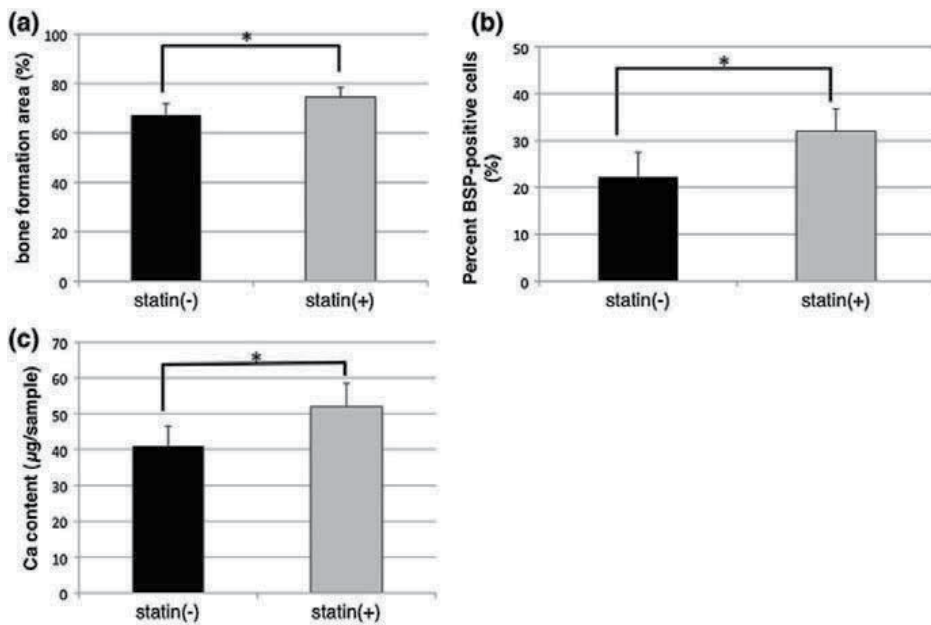 (a)
bone formation area (%)
100
80
60
40
20
0
*
statin(-)
statin(+)
(b)
Percent BSP-positive cells
(%)
50
40
30
20
10
0
*
statin(-)
statin(+)
(c)
Ca content (μg/sample)
70
60
50
40
30
20
10
0
*
statin(-)
statin(+)